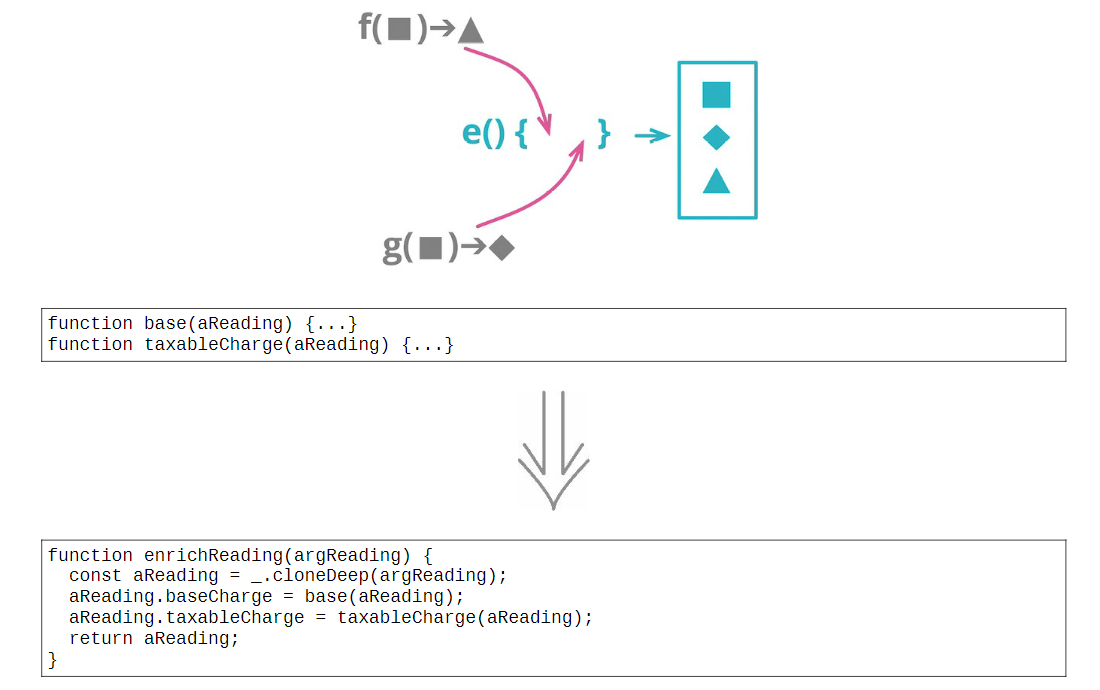 f(■)→▲
e() { }
g(■)→◆
function base(aReading) {...}
function taxableCharge(aReading) {...}
function enrichReading(argReading) {
  const aReading = _.cloneDeep(argReading);
  aReading.baseCharge = base(aReading);
  aReading.taxableCharge = taxableCharge(aReading);
  return aReading;
}